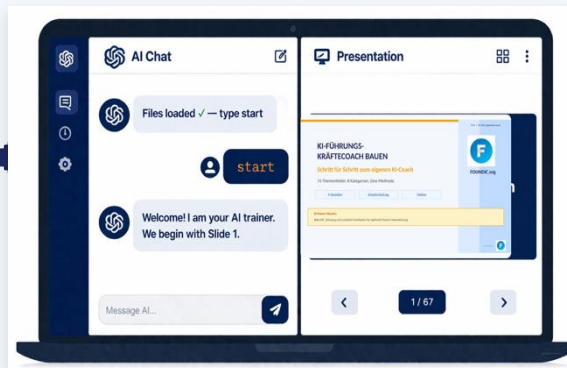 AI Chat
Files loaded ✓ — type start
start
Welcome! I am your AI trainer.
We begin with Slide 1.
Message AI...
Presentation
KI-FÜHRUNGS-
KRÄFTECOACH BAUEN
Schritt für Schritt zum eigenen KI-Coach
FOUNDIC.org
1 / 67